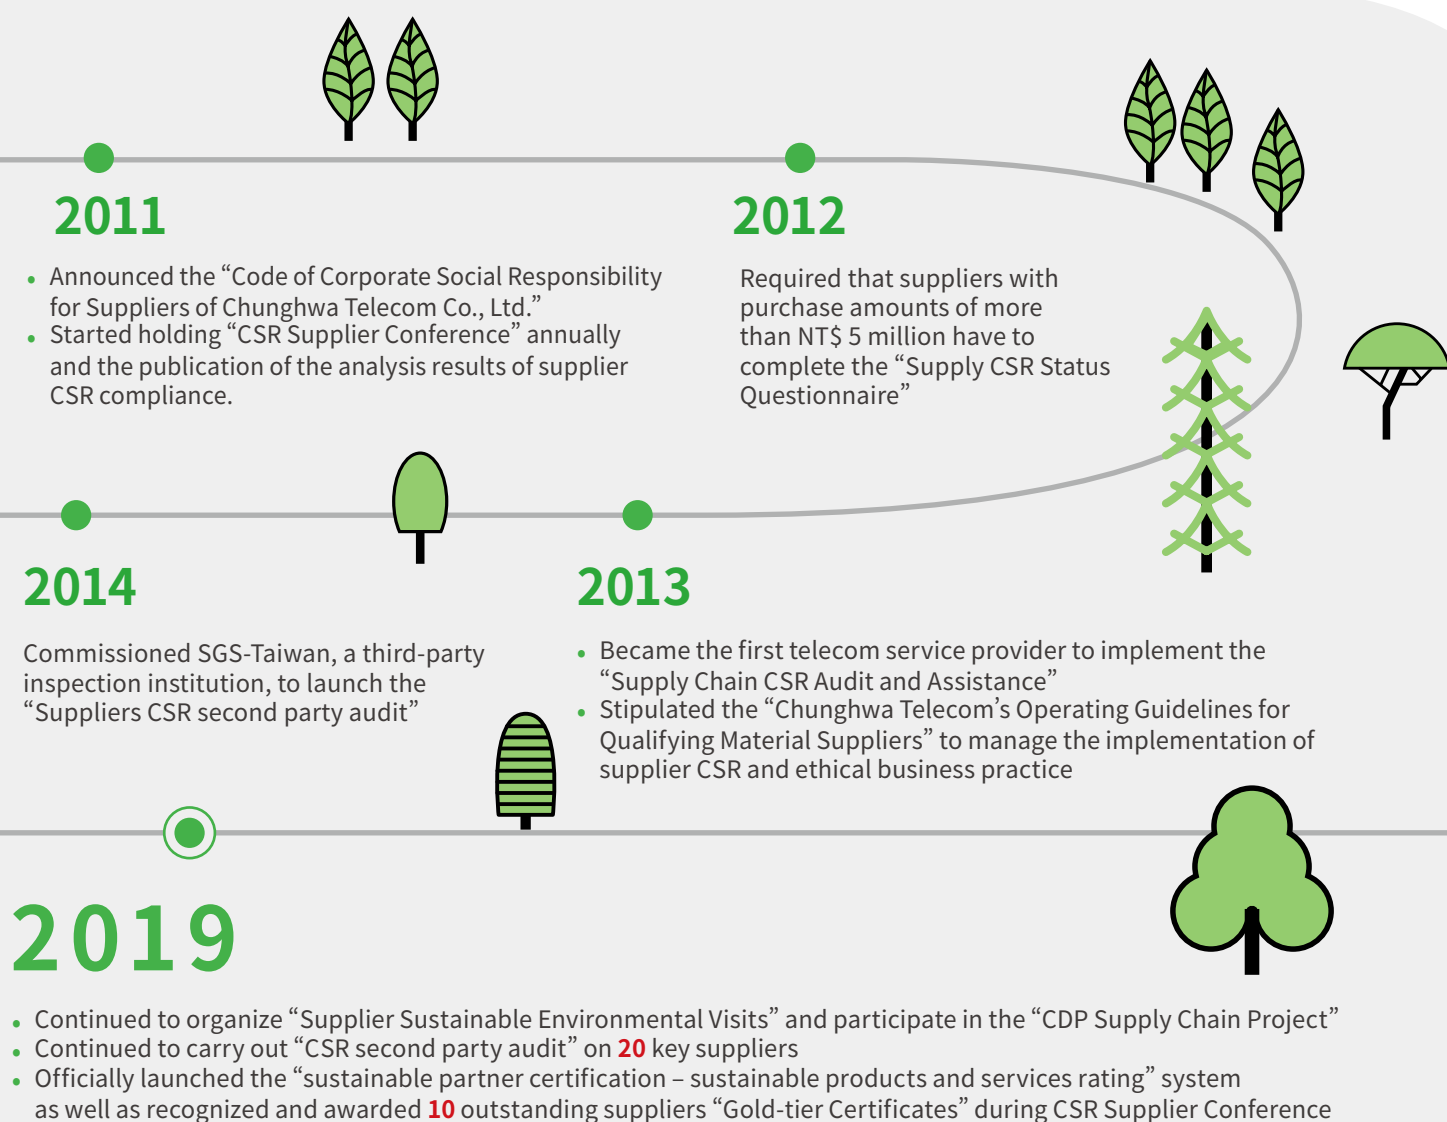 2011
• Announced the “Code of Corporate Social Responsibility
for Suppliers of Chunghwa Telecom Co., Ltd.”
• Started holding “CSR Supplier Conference” annually
and the publication of the analysis results of supplier
CSR compliance.
2012
Required that suppliers with
purchase amounts of more
than NT$ 5 million have to
complete the “Supply CSR Status
Questionnaire”
2014
Commissioned SGS-Taiwan, a third-party
inspection institution, to launch the
“Suppliers CSR second party audit”
2013
• Became the first telecom service provider to implement the
“Supply Chain CSR Audit and Assistance”
• Stipulated the “Chunghwa Telecom’s Operating Guidelines for
Qualifying Material Suppliers” to manage the implementation of
supplier CSR and ethical business practice
2019
• Continued to organize “Supplier Sustainable Environmental Visits” and participate in the “CDP Supply Chain Project”
• Continued to carry out “CSR second party audit” on 20 key suppliers
• Officially launched the “sustainable partner certification – sustainable products and services rating” system
as well as recognized and awarded 10 outstanding suppliers “Gold-tier Certificates” during CSR Supplier Conference